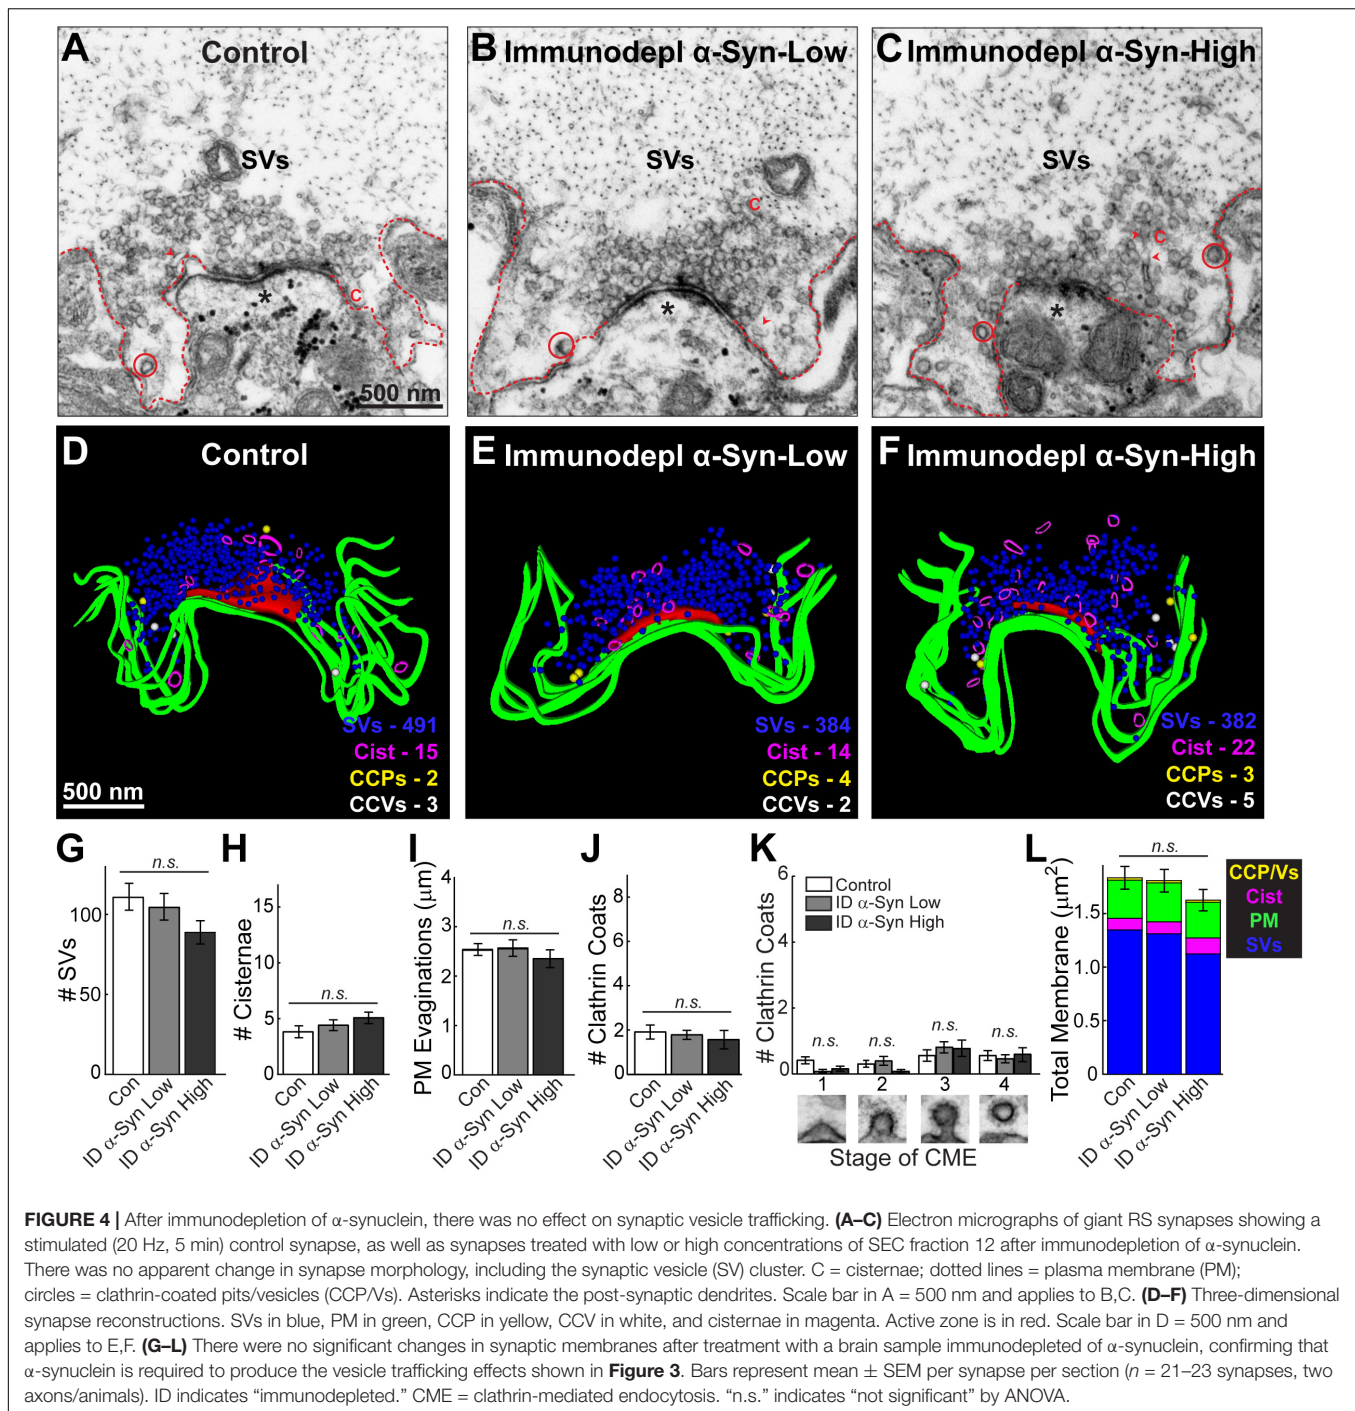 A Control
SVs
C
*
500 nm
B Immunodepl α-Syn-Low
SVs
C
*
C Immunodepl α-Syn-High
SVs
C
*
D Control
SVs - 491
Cist - 15
CCPs - 2
CCVs - 3
500 nm
E Immunodepl α-Syn-Low
SVs - 384
Cist - 14
CCPs - 4
CCVs - 2
F Immunodepl α-Syn-High
SVs - 382
Cist - 22
CCPs - 3
CCVs - 5
G
n.s.
# SVs
100
50
0
Con
ID α-Syn Low
ID α-Syn High
H
n.s.
# Cisternae
15
10
5
0
Con
ID α-Syn Low
ID α-Syn High
I
n.s.
PM Evaginations (μm)
4
3
2
1
0
Con
ID α-Syn Low
ID α-Syn High
J
n.s.
# Clathrin Coats
8
6
4
2
0
Con
ID α-Syn Low
ID α-Syn High
K
Control
ID α-Syn Low
ID α-Syn High
# Clathrin Coats
6
4
2
0
n.s. n.s. n.s. n.s.
1 2 3 4
Stage of CME
L
n.s.
Total Membrane (μm²)
1.5
1.0
0.5
0
Con
ID α-Syn Low
ID α-Syn High
CCP/Vs
Cist
PM
SVs
FIGURE 4 | After immunodepletion of α-synuclein, there was no effect on synaptic vesicle trafficking. (A–C) Electron micrographs of giant RS synapses showing a
stimulated (20 Hz, 5 min) control synapse, as well as synapses treated with low or high concentrations of SEC fraction 12 after immunodepletion of α-synuclein.
There was no apparent change in synapse morphology, including the synaptic vesicle (SV) cluster. C = cisternae; dotted lines = plasma membrane (PM);
circles = clathrin-coated pits/vesicles (CCP/Vs). Asterisks indicate the post-synaptic dendrites. Scale bar in A = 500 nm and applies to B,C. (D–F) Three-dimensional
synapse reconstructions. SVs in blue, PM in green, CCP in yellow, CCV in white, and cisternae in magenta. Active zone is in red. Scale bar in D = 500 nm and
applies to E,F. (G–L) There were no significant changes in synaptic membranes after treatment with a brain sample immunodepleted of α-synuclein, confirming that
α-synuclein is required to produce the vesicle trafficking effects shown in Figure 3. Bars represent mean ± SEM per synapse per section (n = 21–23 synapses, two
axons/animals). ID indicates “immunodepleted.” CME = clathrin-mediated endocytosis. “n.s.” indicates “not significant” by ANOVA.